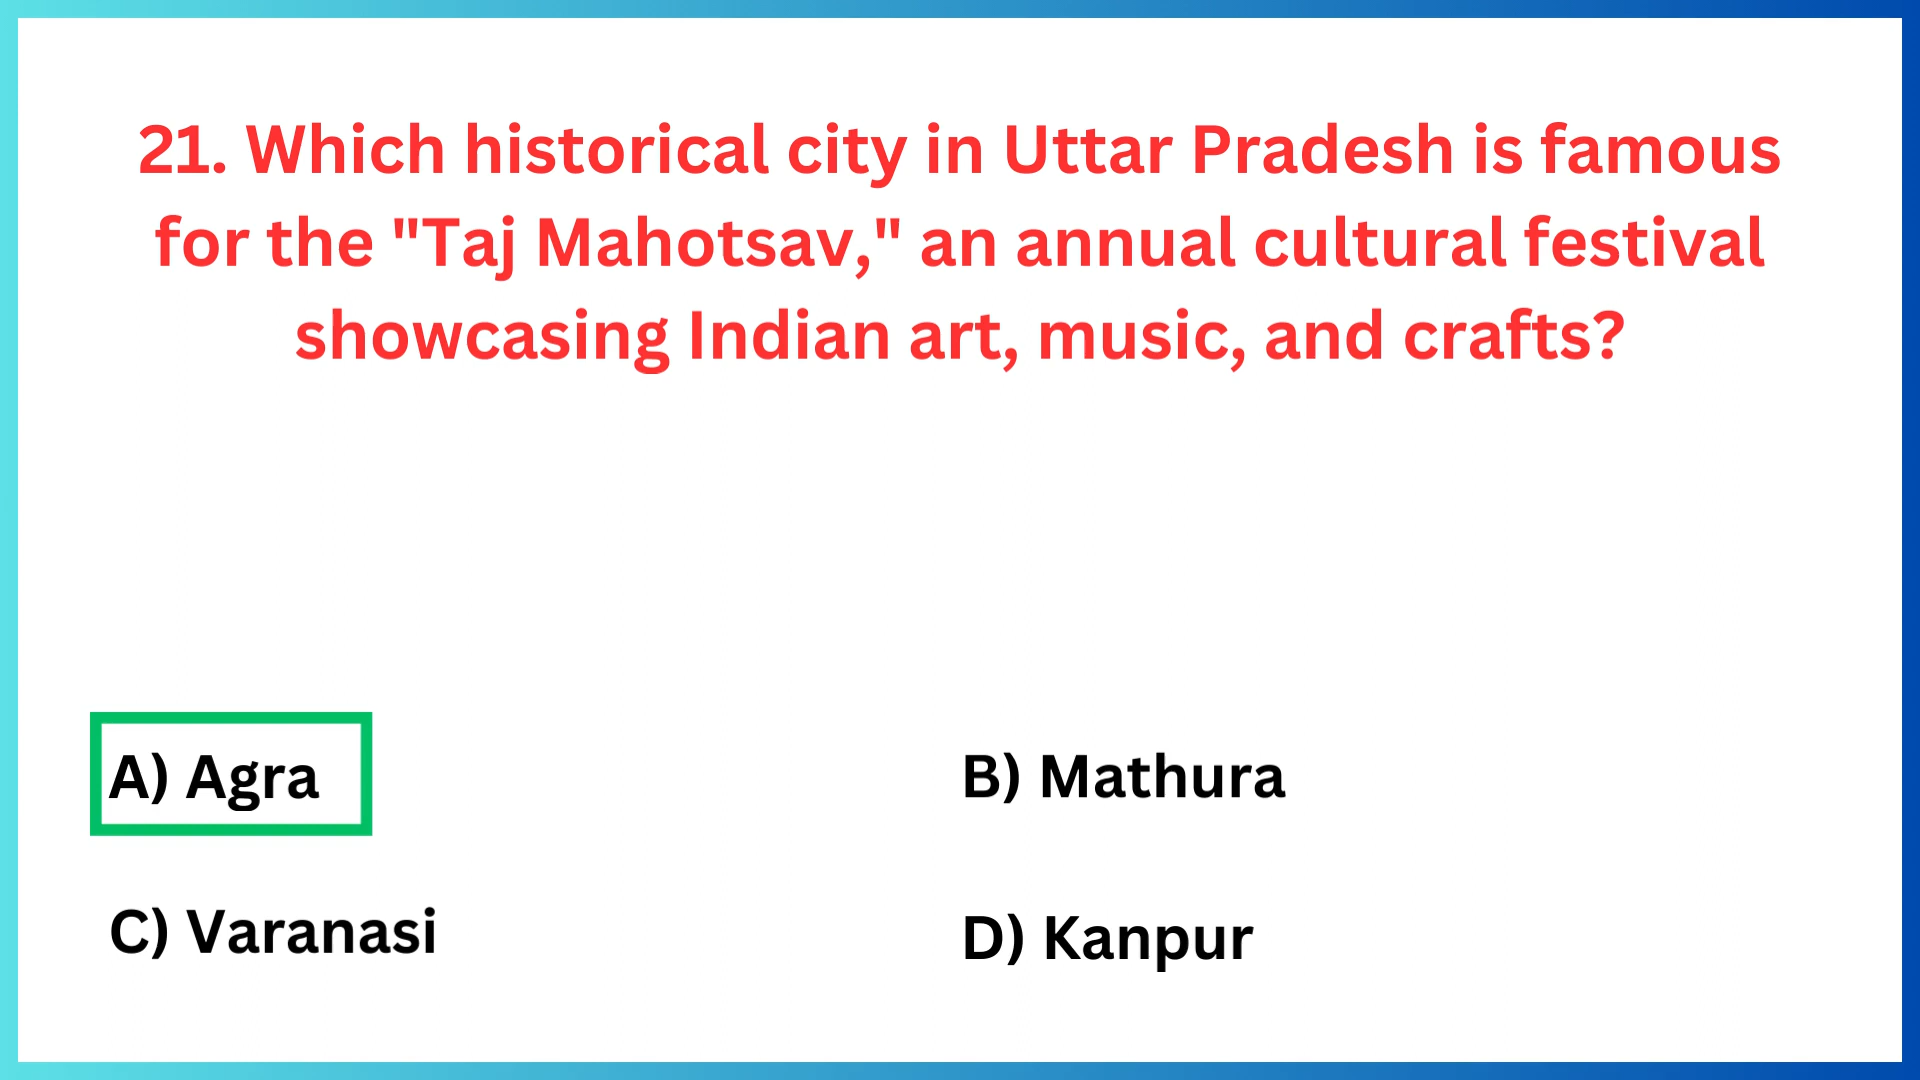 21. Which historical city in Uttar Pradesh is famous
for the "Taj Mahotsav," an annual cultural festival
showcasing Indian art, music, and crafts?
A) Agra
B) Mathura
C) Varanasi
D) Kanpur